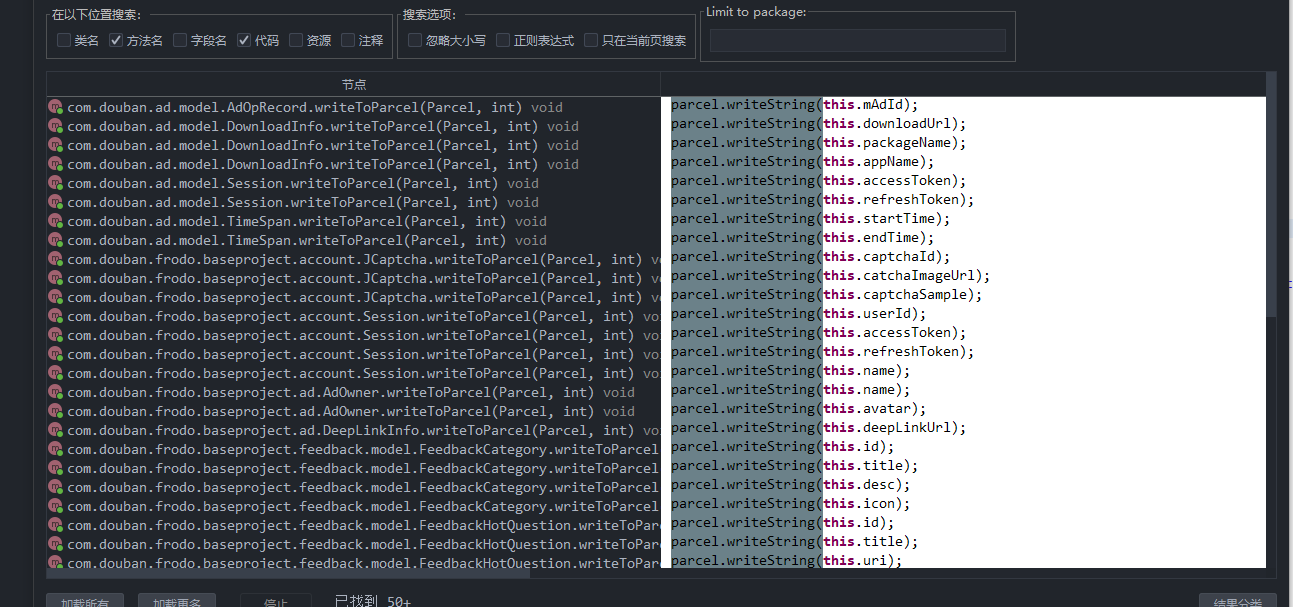 在以下位置搜索: 搜索选项: Limit to package:
类名 方法名 字段名 代码 资源 注释 忽略大小写 正则表达式 只在当前页搜索
节点
com.douban.ad.model.AdOpRecord.writeToParcel(Parcel, int) void parcel.writeString(this.mAdId);
com.douban.ad.model.DownloadInfo.writeToParcel(Parcel, int) void parcel.writeString(this.downloadUrl);
com.douban.ad.model.DownloadInfo.writeToParcel(Parcel, int) void parcel.writeString(this.packageName);
com.douban.ad.model.DownloadInfo.writeToParcel(Parcel, int) void parcel.writeString(this.appName);
com.douban.ad.model.Session.writeToParcel(Parcel, int) void parcel.writeString(this.accessToken);
com.douban.ad.model.Session.writeToParcel(Parcel, int) void parcel.writeString(this.refreshToken);
com.douban.ad.model.TimeSpan.writeToParcel(Parcel, int) void parcel.writeString(this.startTime);
com.douban.ad.model.TimeSpan.writeToParcel(Parcel, int) void parcel.writeString(this.endTime);
com.douban.frodo.baseproject.account.JCaptcha.writeToParcel(Parcel, int) v parcel.writeString(this.captchaId);
com.douban.frodo.baseproject.account.JCaptcha.writeToParcel(Parcel, int) v parcel.writeString(this.catchaImageUrl);
com.douban.frodo.baseproject.account.JCaptcha.writeToParcel(Parcel, int) v parcel.writeString(this.captchaSample);
com.douban.frodo.baseproject.account.Session.writeToParcel(Parcel, int) vo parcel.writeString(this.userId);
com.douban.frodo.baseproject.account.Session.writeToParcel(Parcel, int) vo parcel.writeString(this.accessToken);
com.douban.frodo.baseproject.account.Session.writeToParcel(Parcel, int) vo parcel.writeString(this.refreshToken);
com.douban.frodo.baseproject.account.Session.writeToParcel(Parcel, int) vo parcel.writeString(this.name);
com.douban.frodo.baseproject.ad.AdOwner.writeToParcel(Parcel, int) void parcel.writeString(this.name);
com.douban.frodo.baseproject.ad.AdOwner.writeToParcel(Parcel, int) void parcel.writeString(this.avatar);
com.douban.frodo.baseproject.ad.DeepLinkInfo.writeToParcel(Parcel, int) vo parcel.writeString(this.deepLinkUrl);
com.douban.frodo.baseproject.feedback.model.FeedbackCategory.writeToParcel parcel.writeString(this.id);
com.douban.frodo.baseproject.feedback.model.FeedbackCategory.writeToParcel parcel.writeString(this.title);
com.douban.frodo.baseproject.feedback.model.FeedbackCategory.writeToParcel parcel.writeString(this.desc);
com.douban.frodo.baseproject.feedback.model.FeedbackCategory.writeToParcel parcel.writeString(this.icon);
com.douban.frodo.baseproject.feedback.model.FeedbackHotQuestion.writeToPar parcel.writeString(this.id);
com.douban.frodo.baseproject.feedback.model.FeedbackHotQuestion.writeToPar parcel.writeString(this.title);
com.douban.frodo.baseproject.feedback.model.FeedbackHotQuestion.writeToPar parcel.writeString(this.uri);
加载所有 加载更多 停止 已找到 50+ 结果分类